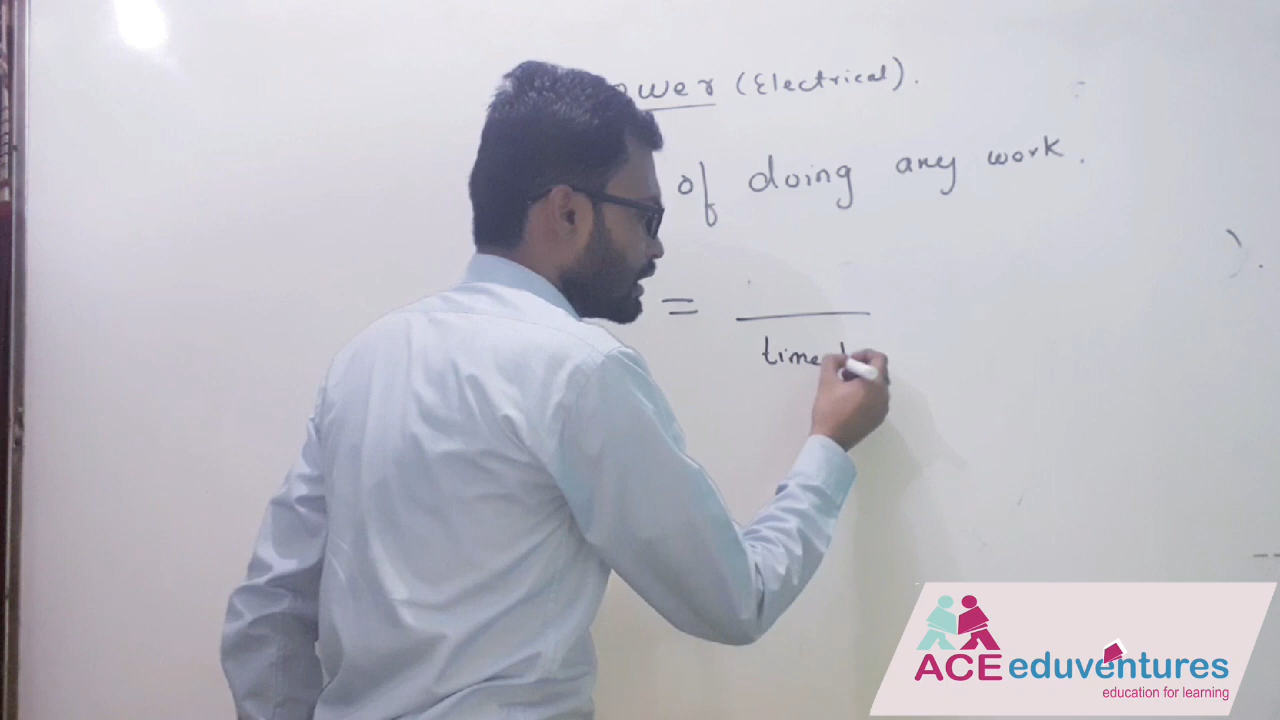 ower (Electrical).
of doing any work.
=
time
ACE eduventures
education for learning